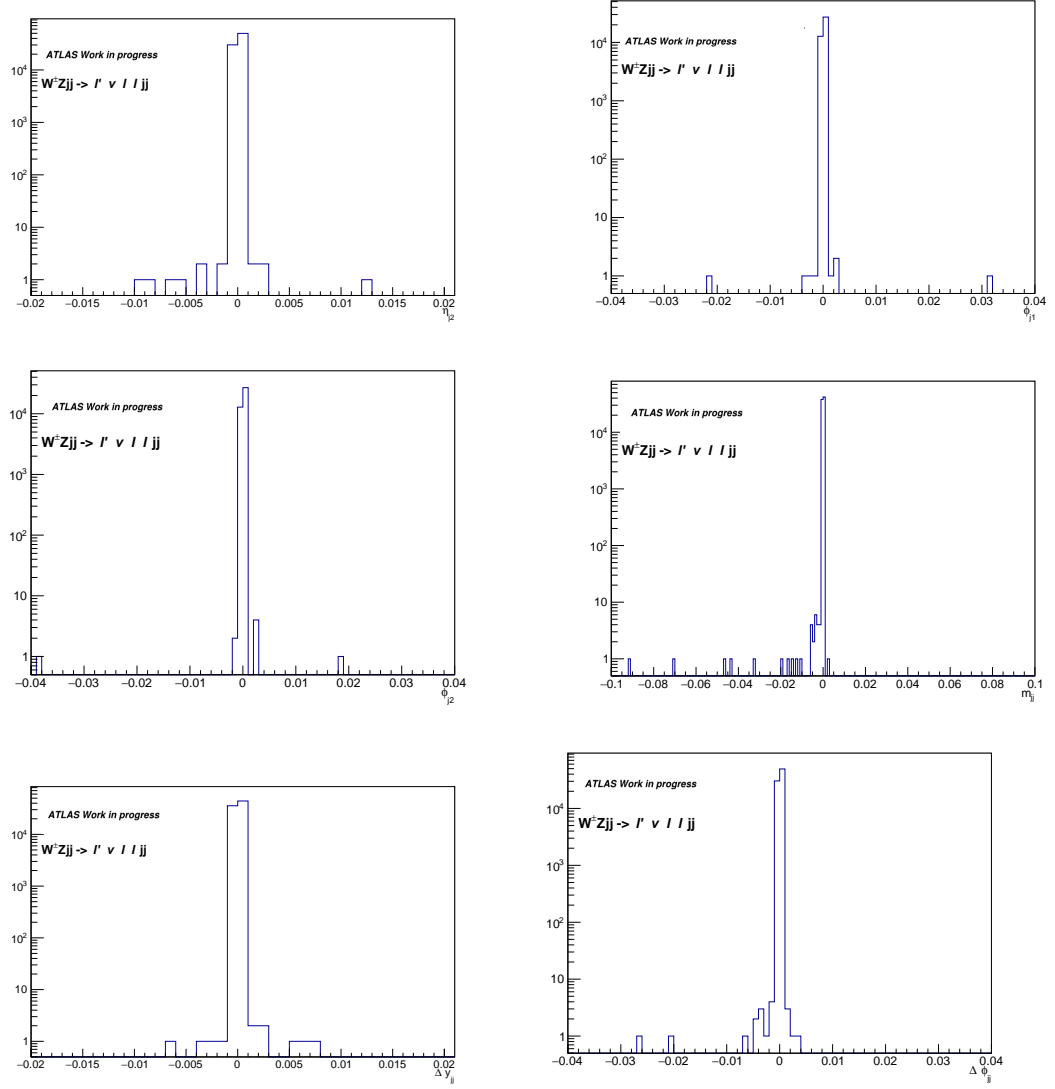 ATLAS Work in progress
W±Zjj -> l' ν l l jj
10⁴
10³
10²
10
1
−0.02 −0.015 −0.01 −0.005 0 0.005 0.01 0.015 0.02
η_j2
ATLAS Work in progress
W±Zjj -> l' ν l l jj
10⁴
10³
10²
10
1
−0.04 −0.03 −0.02 −0.01 0 0.01 0.02 0.03 0.04
ϕ_j1
ATLAS Work in progress
W±Zjj -> l' ν l l jj
10⁴
10³
10²
10
1
−0.04 −0.03 −0.02 −0.01 0 0.01 0.02 0.03 0.04
ϕ_j2
ATLAS Work in progress
W±Zjj -> l' ν l l jj
10⁴
10³
10²
10
1
−0.1 −0.08 −0.06 −0.04 −0.02 0 0.02 0.04 0.06 0.08 0.1
m_jj
ATLAS Work in progress
W±Zjj -> l' ν l l jj
10⁴
10³
10²
10
1
−0.02 −0.015 −0.01 −0.005 0 0.005 0.01 0.015 0.02
Δ y_jj
ATLAS Work in progress
W±Zjj -> l' ν l l jj
10⁴
10³
10²
10
1
−0.04 −0.03 −0.02 −0.01 0 0.01 0.02 0.03 0.04
Δ ϕ_jj